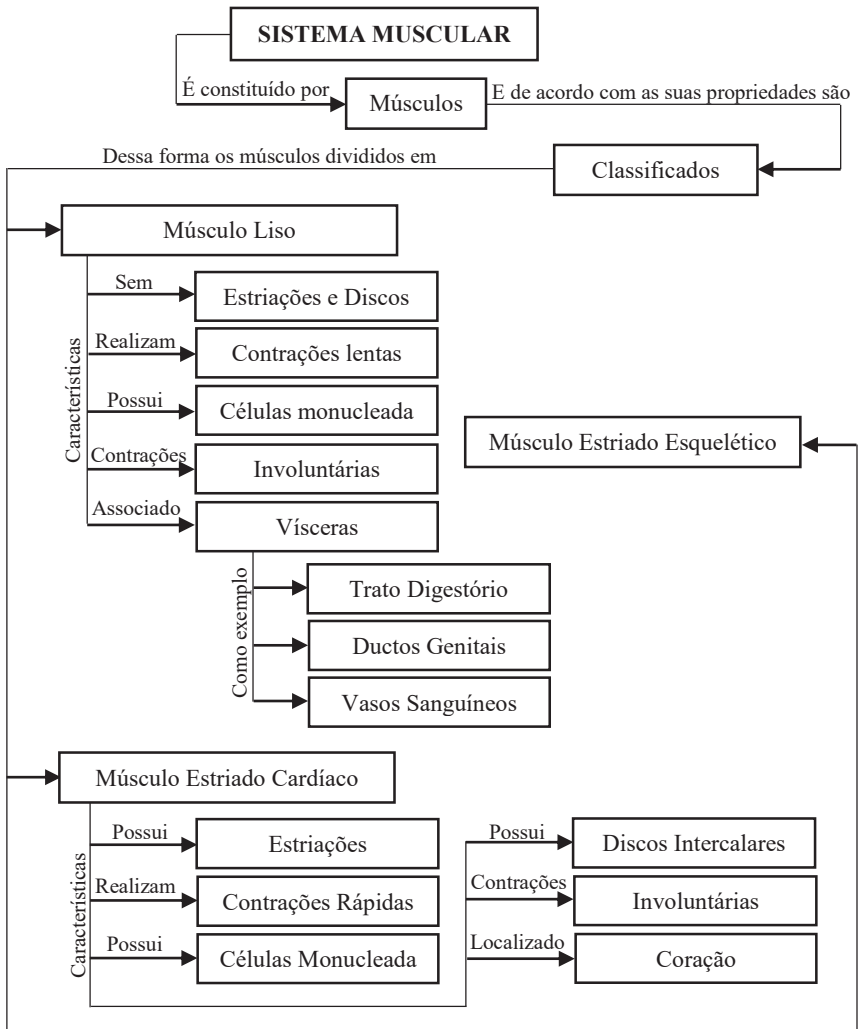 SISTEMA MUSCULAR
É constituído por
Músculos
E de acordo com as suas propriedades são
Dessa forma os músculos divididos em
Classificados
Músculo Liso
Características
Sem
Estriações e Discos
Realizam
Contrações lentas
Possui
Células monucleada
Contrações
Involuntárias
Associado
Vísceras
Como exemplo
Trato Digestório
Ductos Genitais
Vasos Sanguíneos
Músculo Estriado Esquelético
Músculo Estriado Cardíaco
Características
Possui
Estriações
Realizam
Contrações Rápidas
Possui
Células Monucleada
Possui
Discos Intercalares
Contrações
Involuntárias
Localizado
Coração